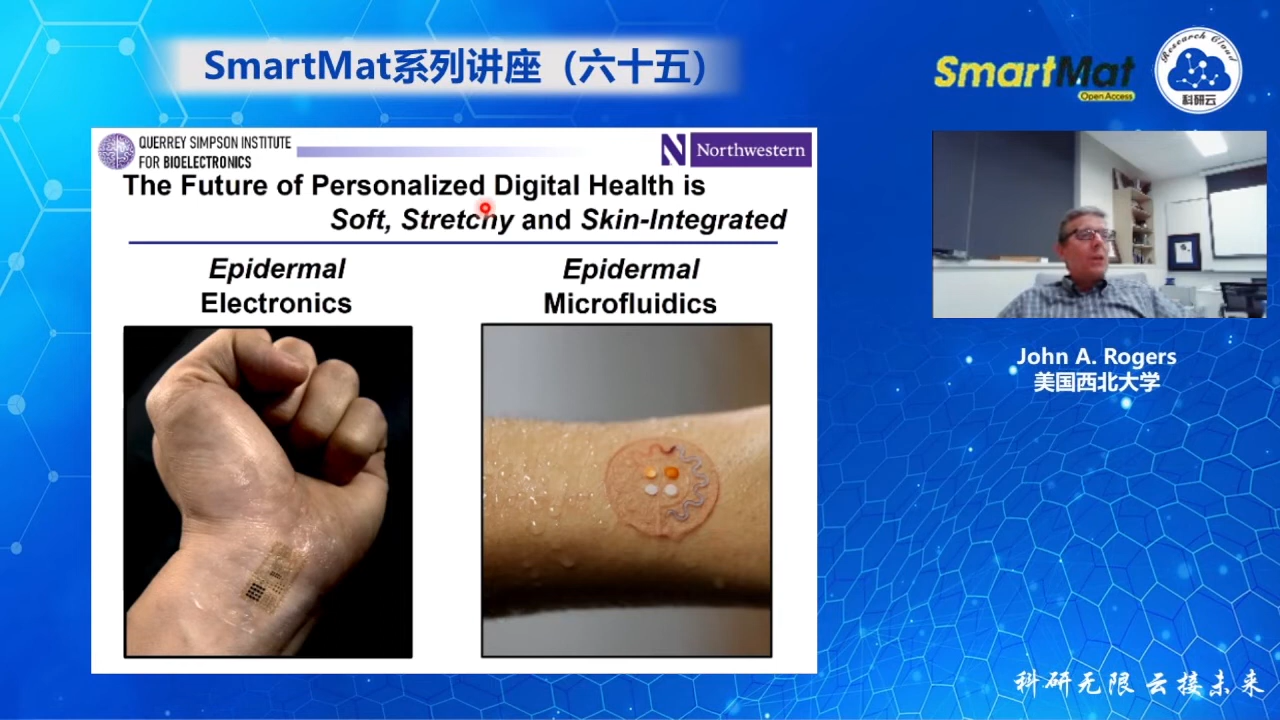 SmartMat系列讲座（六十五）
SmartMat
Open Access
Research Cloud
科研云
QUERREY SIMPSON INSTITUTE
FOR BIOELECTRONICS
N Northwestern
The Future of Personalized Digital Health is
Soft, Stretchy and Skin-Integrated
Epidermal
Electronics
Epidermal
Microfluidics
John A. Rogers
美国西北大学
科研无限 云接未来